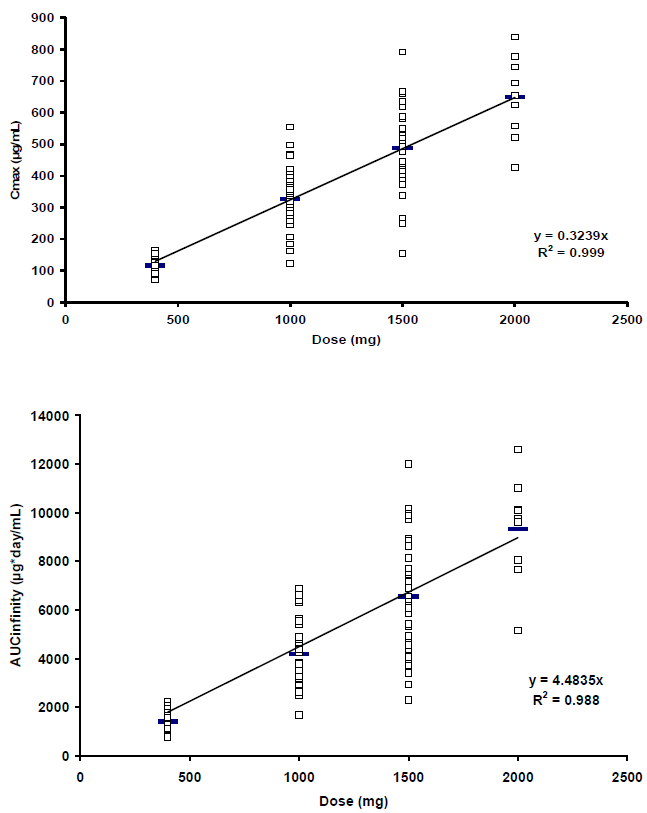 900
800
700
600
500
400
300
200
100
0
Cmax (µg/mL)
y = 0.3239x
R² = 0.999
0 500 1000 1500 2000 2500
Dose (mg)
14000
12000
10000
8000
6000
4000
2000
0
AUCinfinity (µg*day/mL)
y = 4.4835x
R² = 0.988
0 500 1000 1500 2000 2500
Dose (mg)